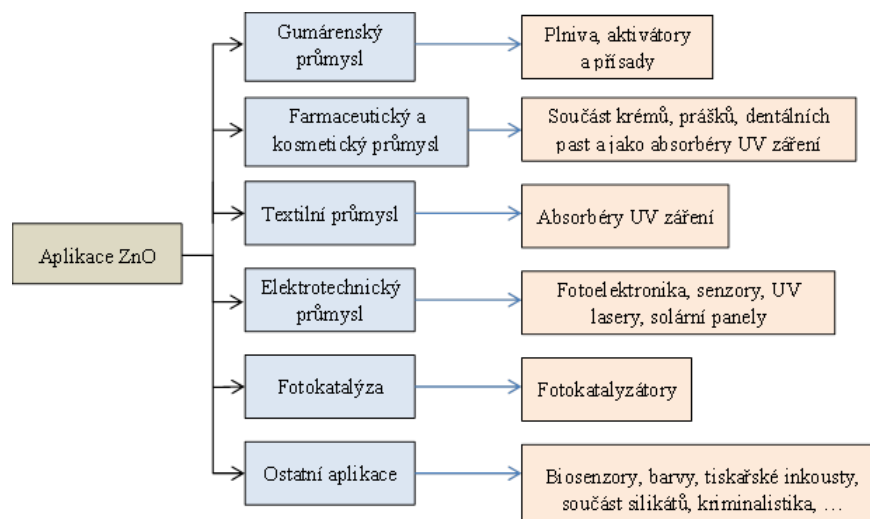 Gumárenský
průmysl
Plniva, aktivátory
a přísady
Farmaceutický a
kosmetický průmysl
Součást krémů, prášků, dentálních
past a jako absorbéry UV záření
Textilní průmysl
Absorbéry UV záření
Aplikace ZnO
Elektrotechnický
průmysl
Fotoelektronika, senzory, UV
lasery, solární panely
Fotokatalýza
Fotokatalyzátory
Ostatní aplikace
Biosenzory, barvy, tiskařské inkousty,
součást silikátů, kriminalistika, …